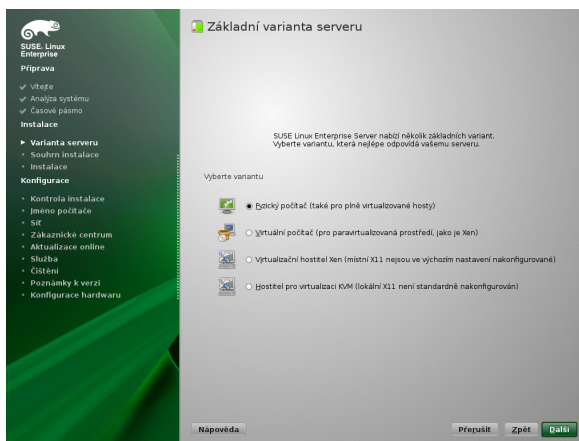 SUSE. Linux
Enterprise
Příprava
Vítejte
Analýza systému
Časové pásmo
Instalace
Varianta serveru
Souhrn instalace
Instalace
Konfigurace
Kontrola instalace
Jméno počítače
Síť
Zákaznické centrum
Aktualizace online
Služba
Čištění
Poznámky k verzi
Konfigurace hardwaru
Základní varianta serveru
SUSE Linux Enterprise Server nabízí několik základních variant.
Vyberte variantu, která nejlépe odpovídá vašemu serveru.
Vyberte variantu
Fyzický počítač (také pro plně virtualizované hosty)
Virtuální počítač (pro paravirtualizovaná prostředí, jako je Xen)
Virtualizační hostitel Xen (místní X11 nejsou ve výchozím nastavení nakonfigurované)
Hostitel pro virtualizaci KVM (lokální X11 není standardně nakonfigurován)
Nápověda
Přerušit
Zpět
Další